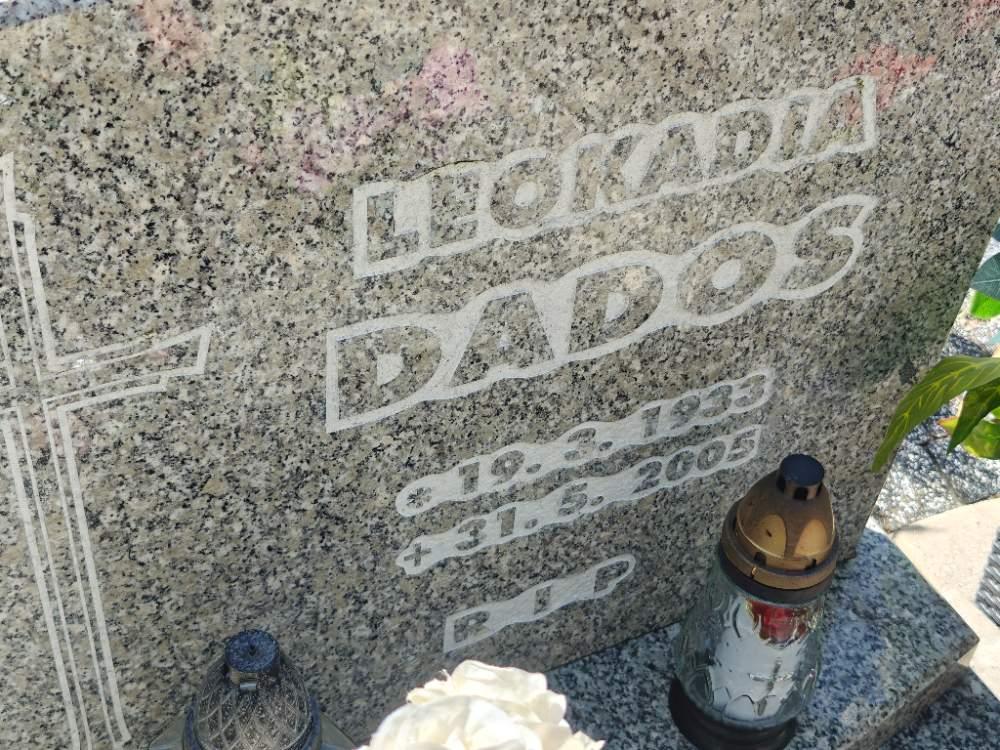 LEOKADIA
DADOS
* 19. 3. 1933
+ 31. 5. 2005
R I P